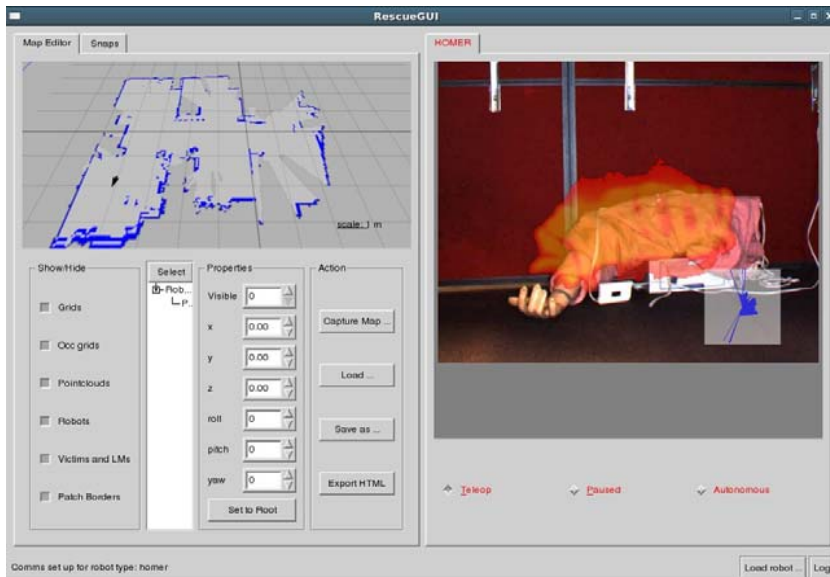 RescueGUI
Map Editor
Snaps
HOMER
scale: 1 m
Show/Hide
Grids
Occ grids
Pointclouds
Robots
Victims and LMs
Patch Borders
Select
Rob...
P..
Properties
Visible 0
x 0.00
y 0.00
z 0.00
roll 0
pitch 0
yaw 0
Set to Root
Action
Capture Map ...
Load ...
Save as ...
Export HTML
Teleop
Paused
Autonomous
Comms set up for robot type: homer
Load robot ...
Log